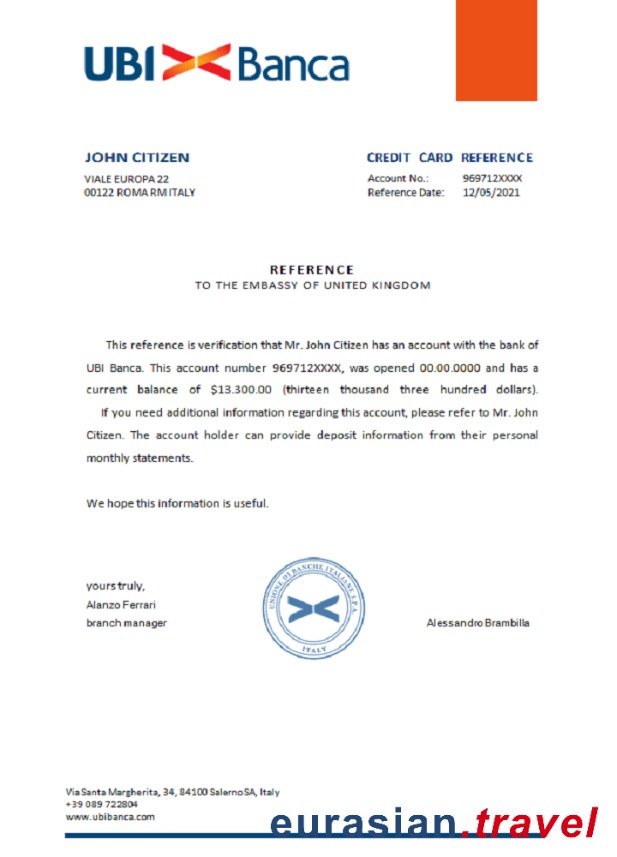 UBI Banca
JOHN CITIZEN
VIALE EUROPA 22
00122 ROMA RM ITALY
CREDIT CARD REFERENCE
Account No.: 969712XXXX
Reference Date: 12/05/2021
REFERENCE
TO THE EMBASSY OF UNITED KINGDOM
This reference is verification that Mr. John Citizen has an account with the bank of
UBI Banca. This account number 969712XXXX, was opened 00.00.0000 and has a
current balance of $13.300.00 (thirteen thousand three hundred dollars).
If you need additional information regarding this account, please refer to Mr. John
Citizen. The account holder can provide deposit information from their personal
monthly statements.
We hope this information is useful.
yours truly,
Alanzo Ferrari
branch manager
UNIONE DI BANCHE ITALIANE S.P.A.
ITALY
Alessandro Brambilla
Via Santa Margherita, 34, 84100 Salerno SA, Italy
+39 089 722804
www.ubibanca.com
eurasian.travel